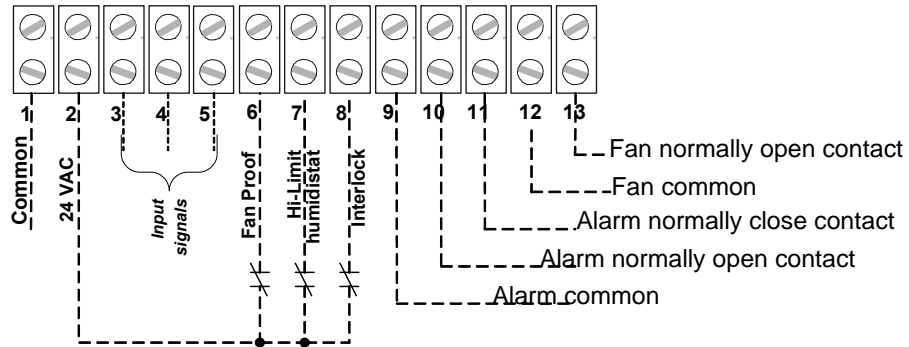 1 2 3 4 5 6 7 8 9 10 11 12 13
Common
24 VAC
Input
signals
Fan Proof
Hi-Limit
humidistat
Interlock
Fan normally open contact
Fan common
Alarm normally close contact
Alarm normally open contact
Alarm common